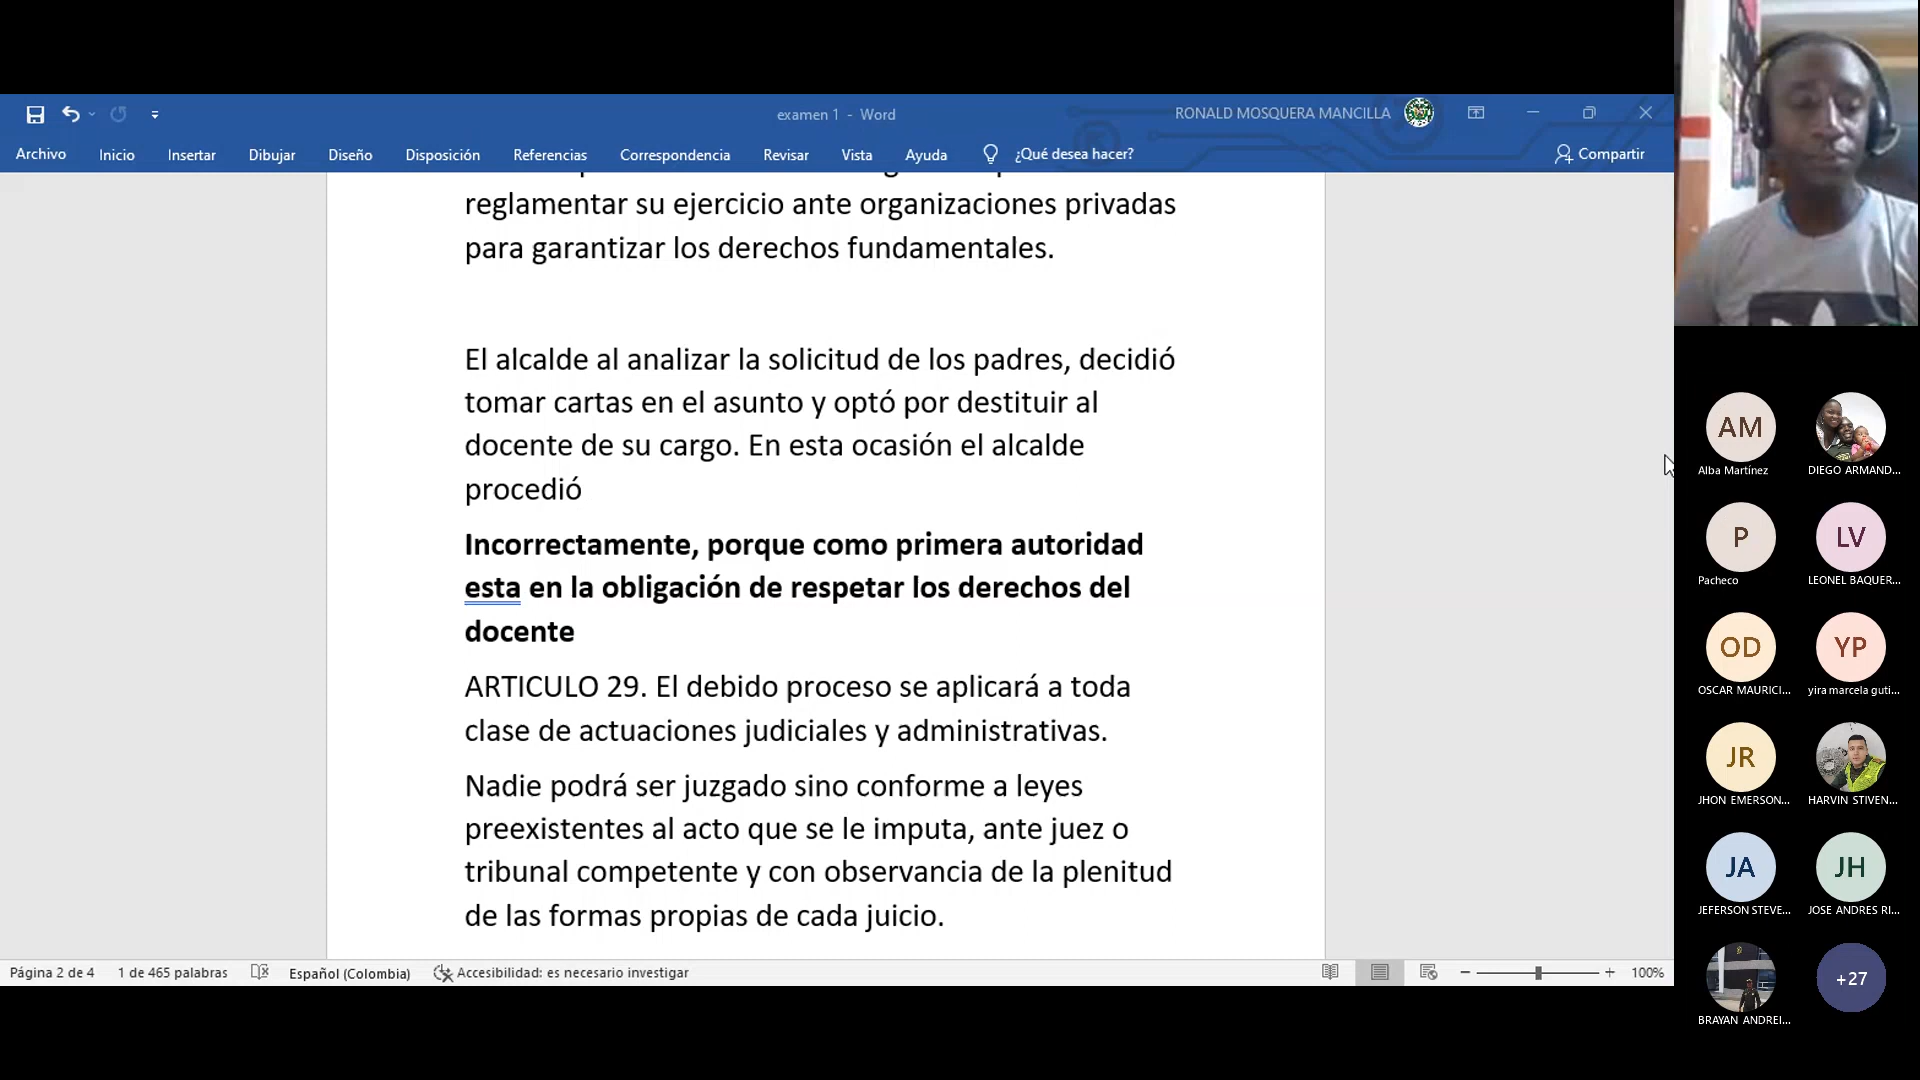 examen 1 - Word
RONALD MOSQUERA MANCILLA
Archivo Inicio Insertar Dibujar Diseño Disposición Referencias Correspondencia Revisar Vista Ayuda ¿Qué desea hacer? Compartir
reglamentar su ejercicio ante organizaciones privadas
para garantizar los derechos fundamentales.
El alcalde al analizar la solicitud de los padres, decidió
tomar cartas en el asunto y optó por destituir al
docente de su cargo. En esta ocasión el alcalde
procedió
Incorrectamente, porque como primera autoridad
esta en la obligación de respetar los derechos del
docente
ARTICULO 29. El debido proceso se aplicará a toda
clase de actuaciones judiciales y administrativas.
Nadie podrá ser juzgado sino conforme a leyes
preexistentes al acto que se le imputa, ante juez o
tribunal competente y con observancia de la plenitud
de las formas propias de cada juicio.
Página 2 de 4 1 de 465 palabras Español (Colombia) Accesibilidad: es necesario investigar 100%
AM
Alba Martínez DIEGO ARMAND...
P LV
Pacheco LEONEL BAQUER...
OD YP
OSCAR MAURICI... yira marcela guti...
JR
JHON EMERSON... HARVIN STIVEN...
JA JH
JEFERSON STEVE... JOSE ANDRES RI...
+27
BRAYAN ANDREI...